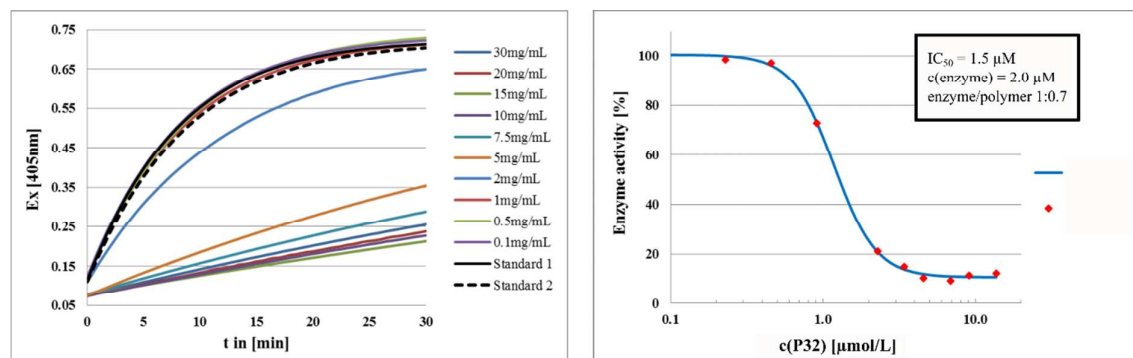 0.75
0.65
0.55
0.45
0.35
0.25
0.15
0.05
Ex [405nm]
0
5
10
15
20
25
30
t in [min]
30mg/mL
20mg/mL
15mg/mL
10mg/mL
7.5mg/mL
5mg/mL
2mg/mL
1mg/mL
0.5mg/mL
0.1mg/mL
Standard 1
Standard 2
100
80
60
40
20
0
Enzyme activity [%]
0.1
1.0
10.0
c(P32) [µmol/L]
IC₅₀ = 1.5 µM
c(enzyme) = 2.0 µM
enzyme/polymer 1:0.7